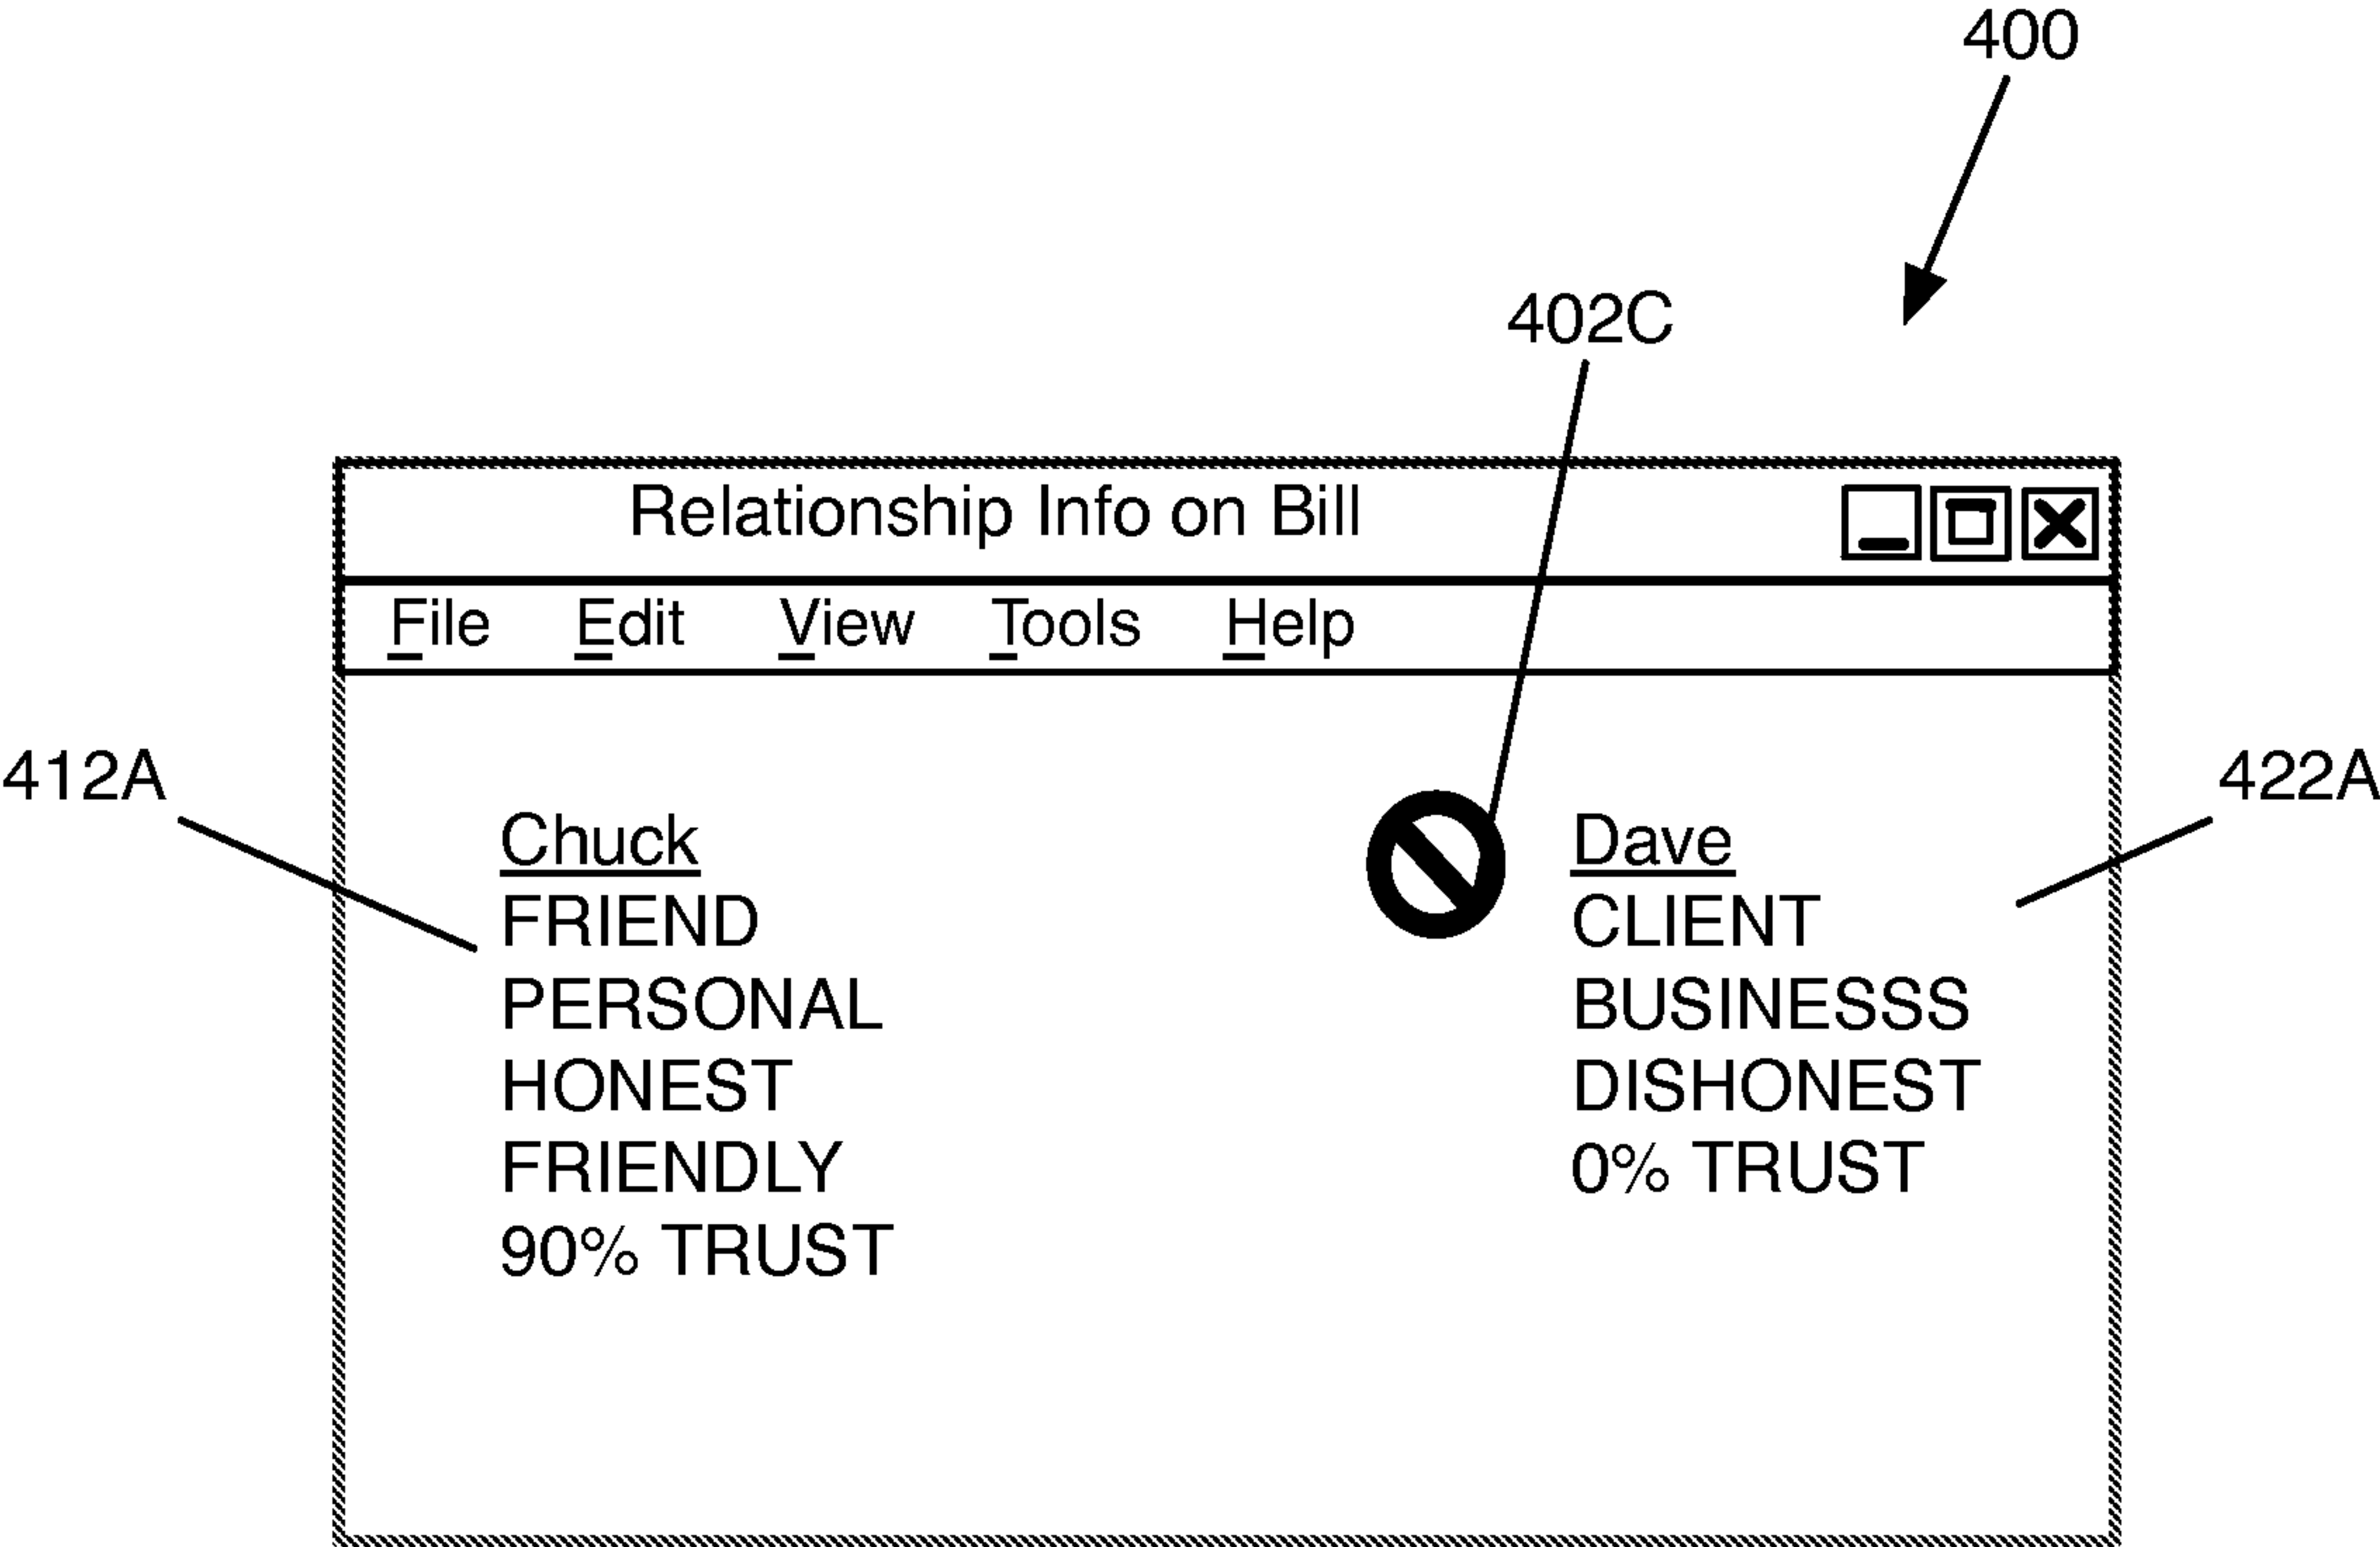 400
402C
Relationship Info on Bill
File Edit View Tools Help
412A
422A
Chuck
FRIEND
PERSONAL
HONEST
FRIENDLY
90% TRUST
Dave
CLIENT
BUSINESSS
DISHONEST
0% TRUST